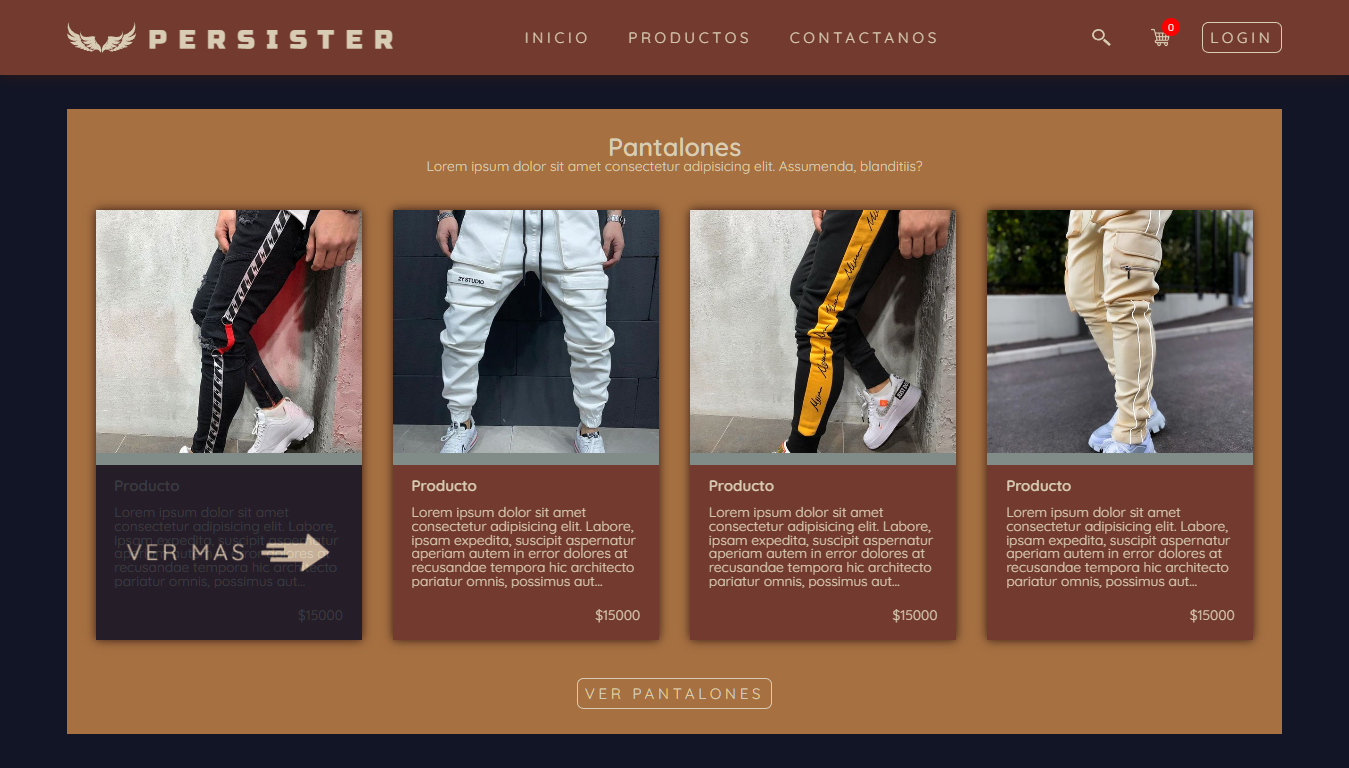 PERSISTER
INICIO
PRODUCTOS
CONTACTANOS
0
LOGIN
Pantalones
Lorem ipsum dolor sit amet consectetur adipisicing elit. Assumenda, blanditiis?
ZY.STUDIO
Producto
Lorem ipsum dolor sit amet
consectetur adipisicing elit. Labore,
ipsam expedita, suscipit aspernatur
aperiam autem in error dolores at
recusandae tempora hic architecto
pariatur omnis, possimus aut...
VER MAS
$15000
Producto
Lorem ipsum dolor sit amet
consectetur adipisicing elit. Labore,
ipsam expedita, suscipit aspernatur
aperiam autem in error dolores at
recusandae tempora hic architecto
pariatur omnis, possimus aut...
$15000
Producto
Lorem ipsum dolor sit amet
consectetur adipisicing elit. Labore,
ipsam expedita, suscipit aspernatur
aperiam autem in error dolores at
recusandae tempora hic architecto
pariatur omnis, possimus aut...
$15000
Producto
Lorem ipsum dolor sit amet
consectetur adipisicing elit. Labore,
ipsam expedita, suscipit aspernatur
aperiam autem in error dolores at
recusandae tempora hic architecto
pariatur omnis, possimus aut...
$15000
VER PANTALONES